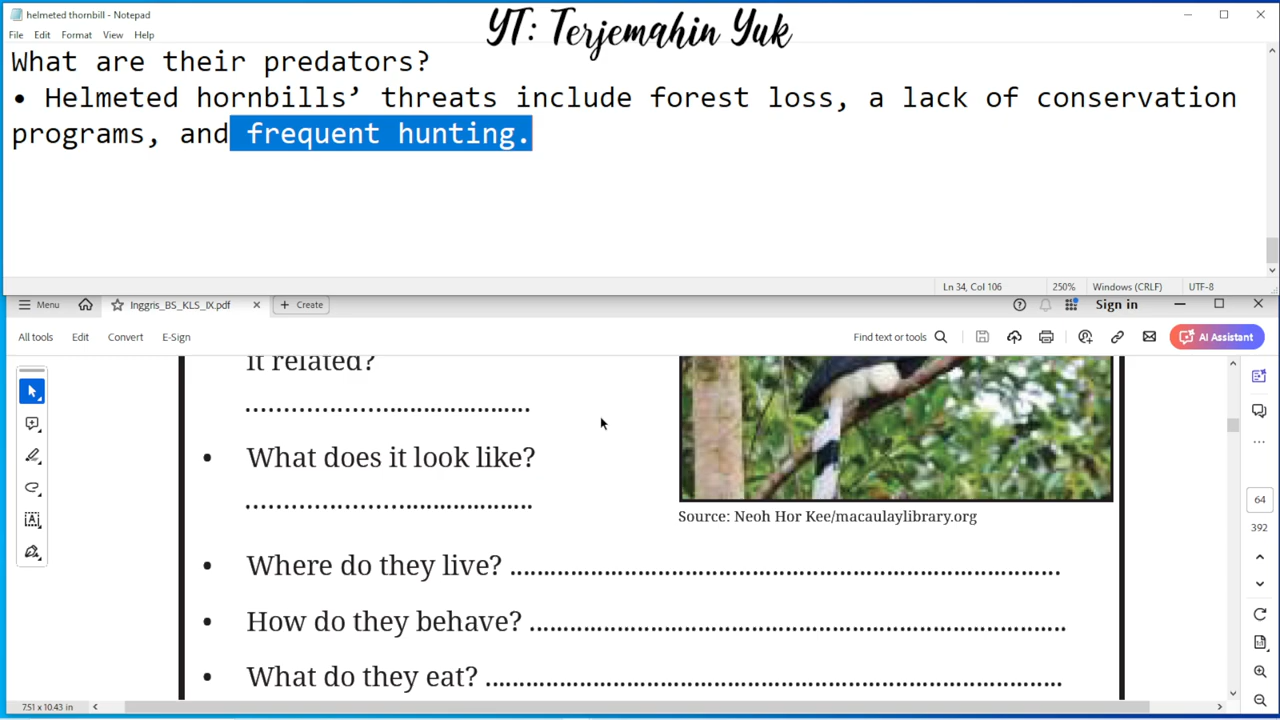 helmeted thornbill - Notepad
YT: Terjemahin Yuk
File Edit Format View Help
What are their predators?
• Helmeted hornbills’ threats include forest loss, a lack of conservation
programs, and frequent hunting.
Ln 34, Col 106 250% Windows (CRLF) UTF-8
Menu Inggris_BS_KLS_IX.pdf Create Sign in
All tools Edit Convert E-Sign Find text or tools AI Assistant
it related?
..........................................
• What does it look like?
..........................................
Source: Neoh Hor Kee/macaulaylibrary.org
• Where do they live? ....................................................................................
• How do they behave? ..................................................................................
• What do they eat? ........................................................................................
64
392
7.51 x 10.43 in